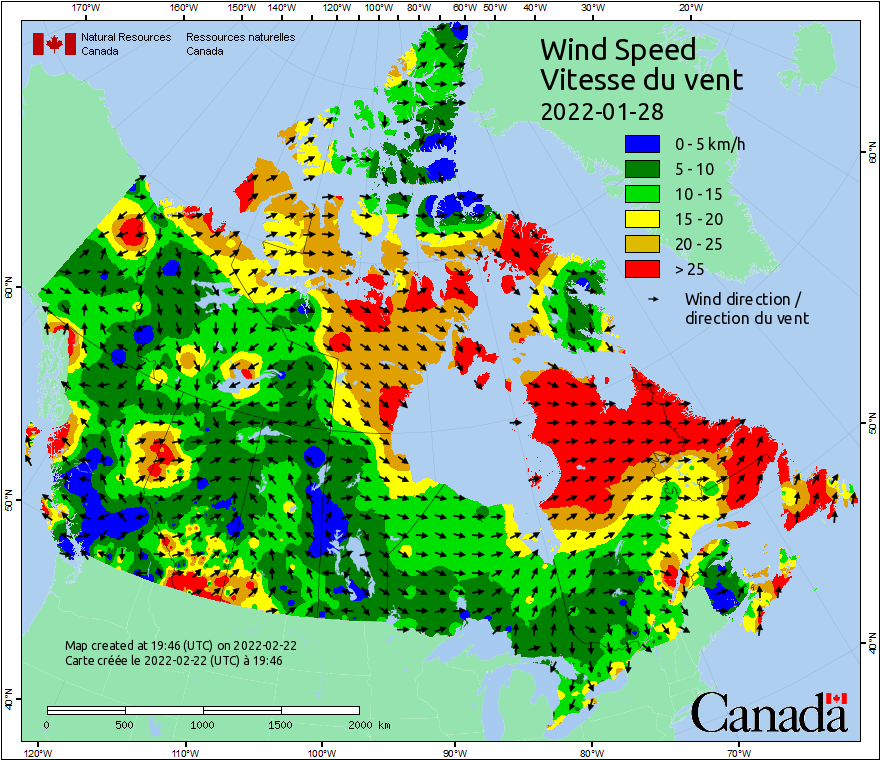 170°W 160°W 150°W 140°W 120°W 100°W 80°W 60°W 50°W 40°W 30°W 20°W
Natural Resources Ressources naturelles
Canada Canada
Wind Speed
Vitesse du vent
2022-01-28
0 - 5 km/h
5 - 10
10 - 15
15 - 20
20 - 25
> 25
Wind direction /
direction du vent
60°N
60°N
50°N
50°N
40°N
40°N
Map created at 19:46 (UTC) on 2022-02-22
Carte créée le 2022-02-22 (UTC) à 19:46
0 500 1000 1500 2000 km
Canada
120°W 110°W 100°W 90°W 80°W 70°W